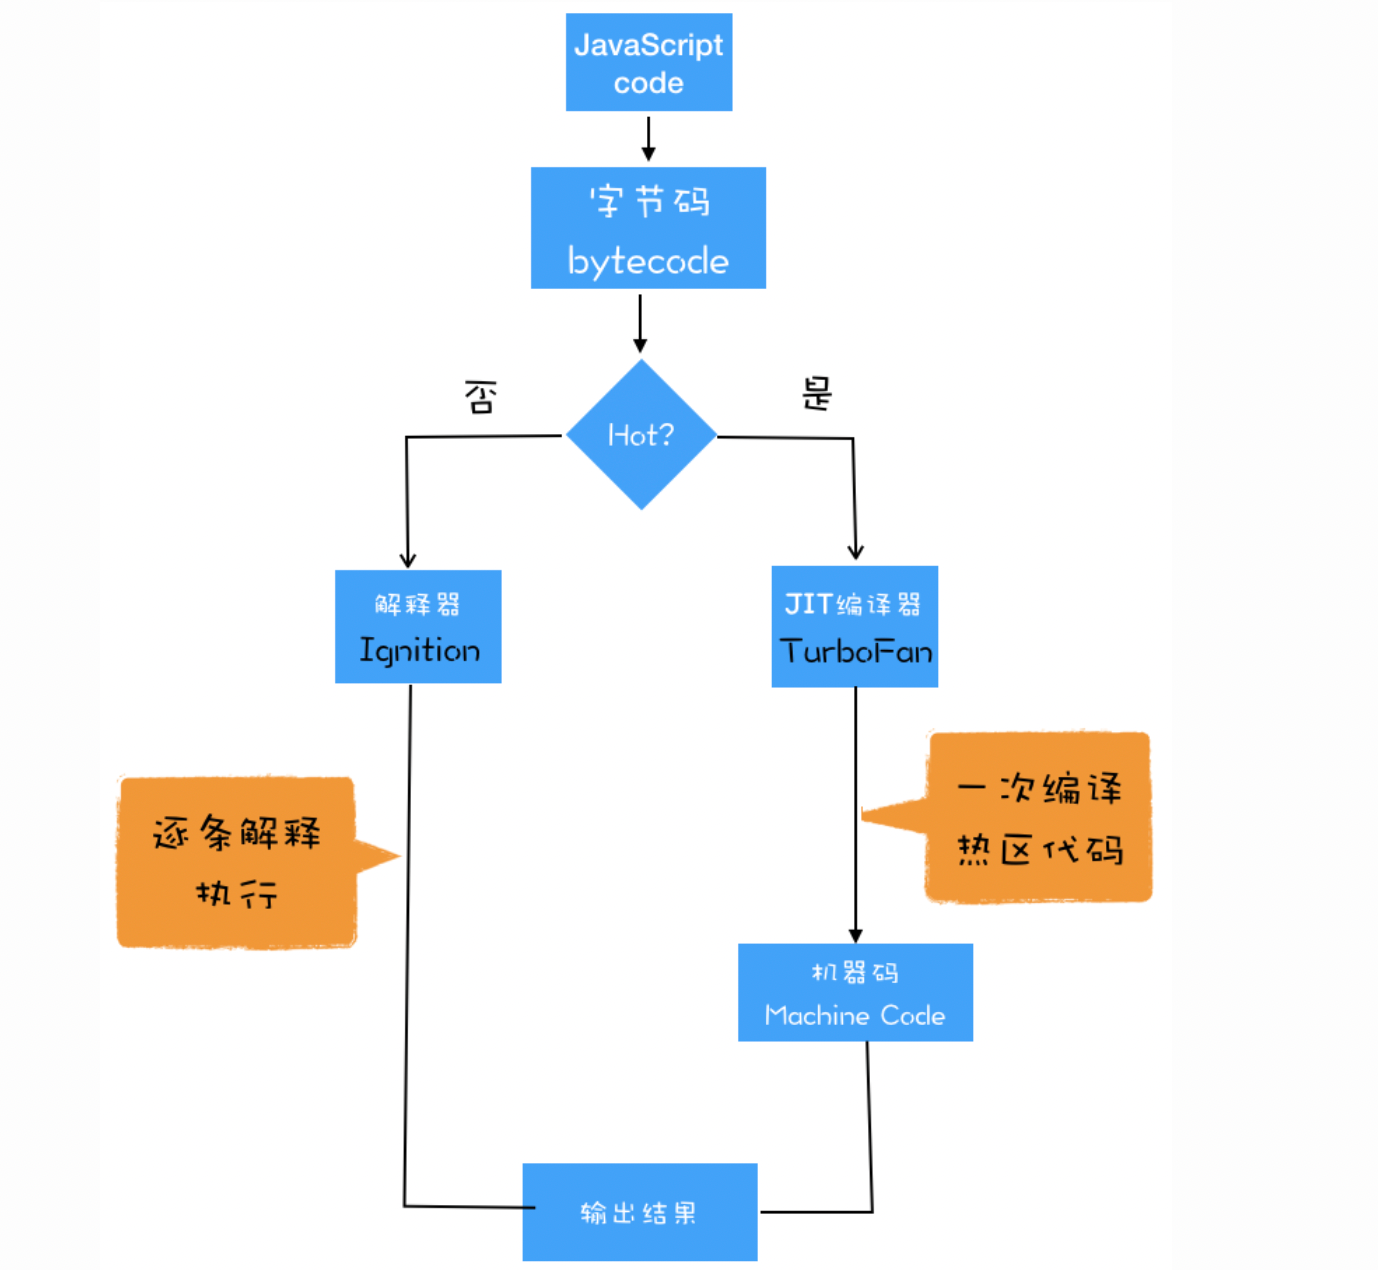 JavaScript
code
字节码
bytecode
否
是
Hot?
解释器
Ignition
JIT编译器
TurboFan
逐条解释
执行
一次编译
热区代码
机器码
Machine Code
输出结果